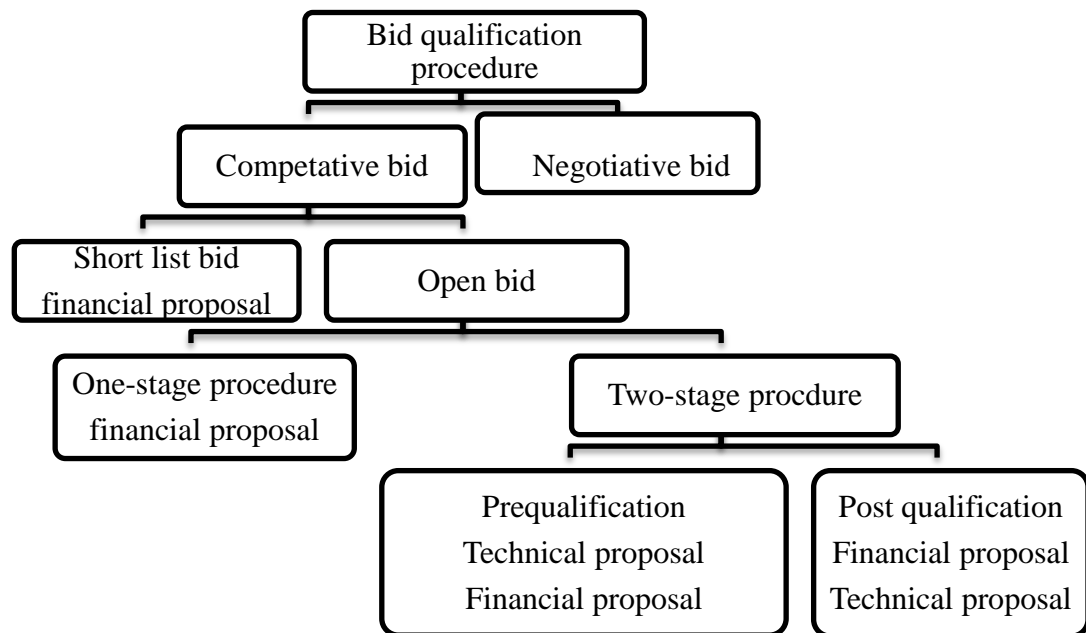 Bid qualification
procedure
Competative bid
Negotiative bid
Short list bid
financial proposal
Open bid
One-stage procedure
financial proposal
Two-stage procdure
Prequalification
Technical proposal
Financial proposal
Post qualification
Financial proposal
Technical proposal